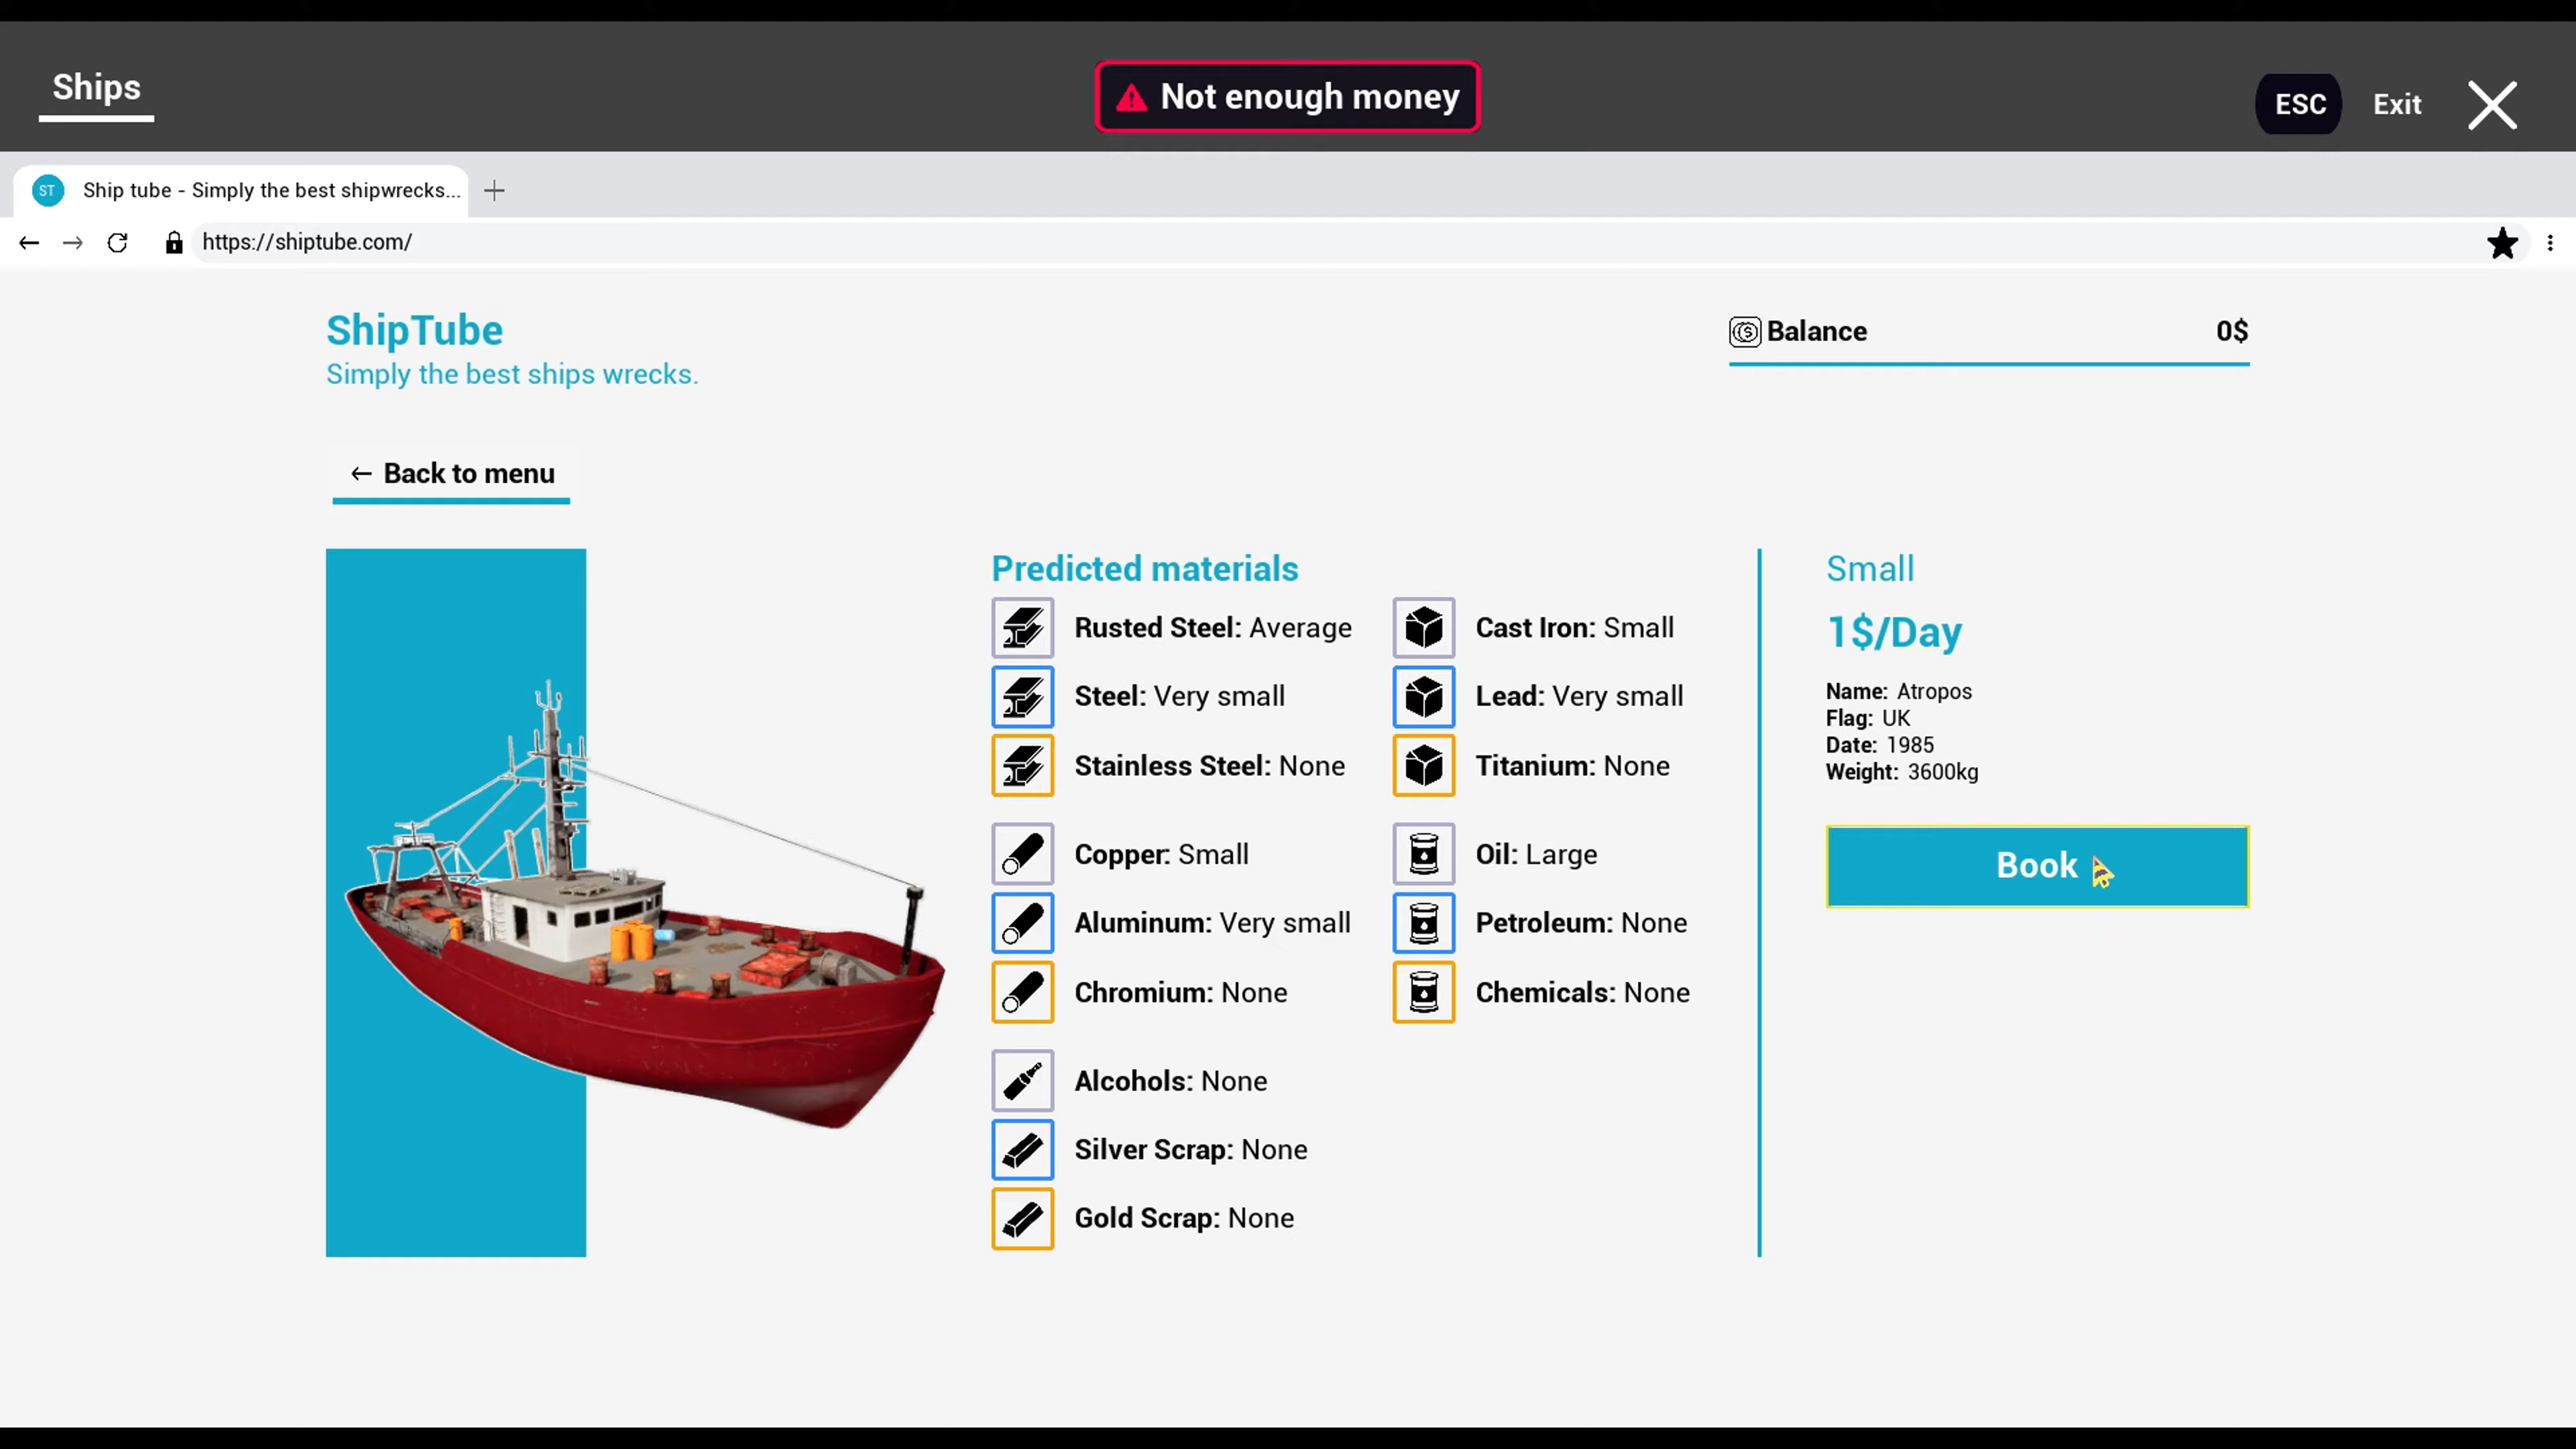 Ships
Not enough money
ESC Exit
ST Ship tube - Simply the best shipwrecks...
https://shiptube.com/
ShipTube
Simply the best ships wrecks.
Balance 0$
← Back to menu
Predicted materials
Rusted Steel: Average
Steel: Very small
Stainless Steel: None
Copper: Small
Aluminum: Very small
Chromium: None
Alcohols: None
Silver Scrap: None
Gold Scrap: None
Cast Iron: Small
Lead: Very small
Titanium: None
Oil: Large
Petroleum: None
Chemicals: None
Small
1$/Day
Name: Atropos
Flag: UK
Date: 1985
Weight: 3600kg
Book